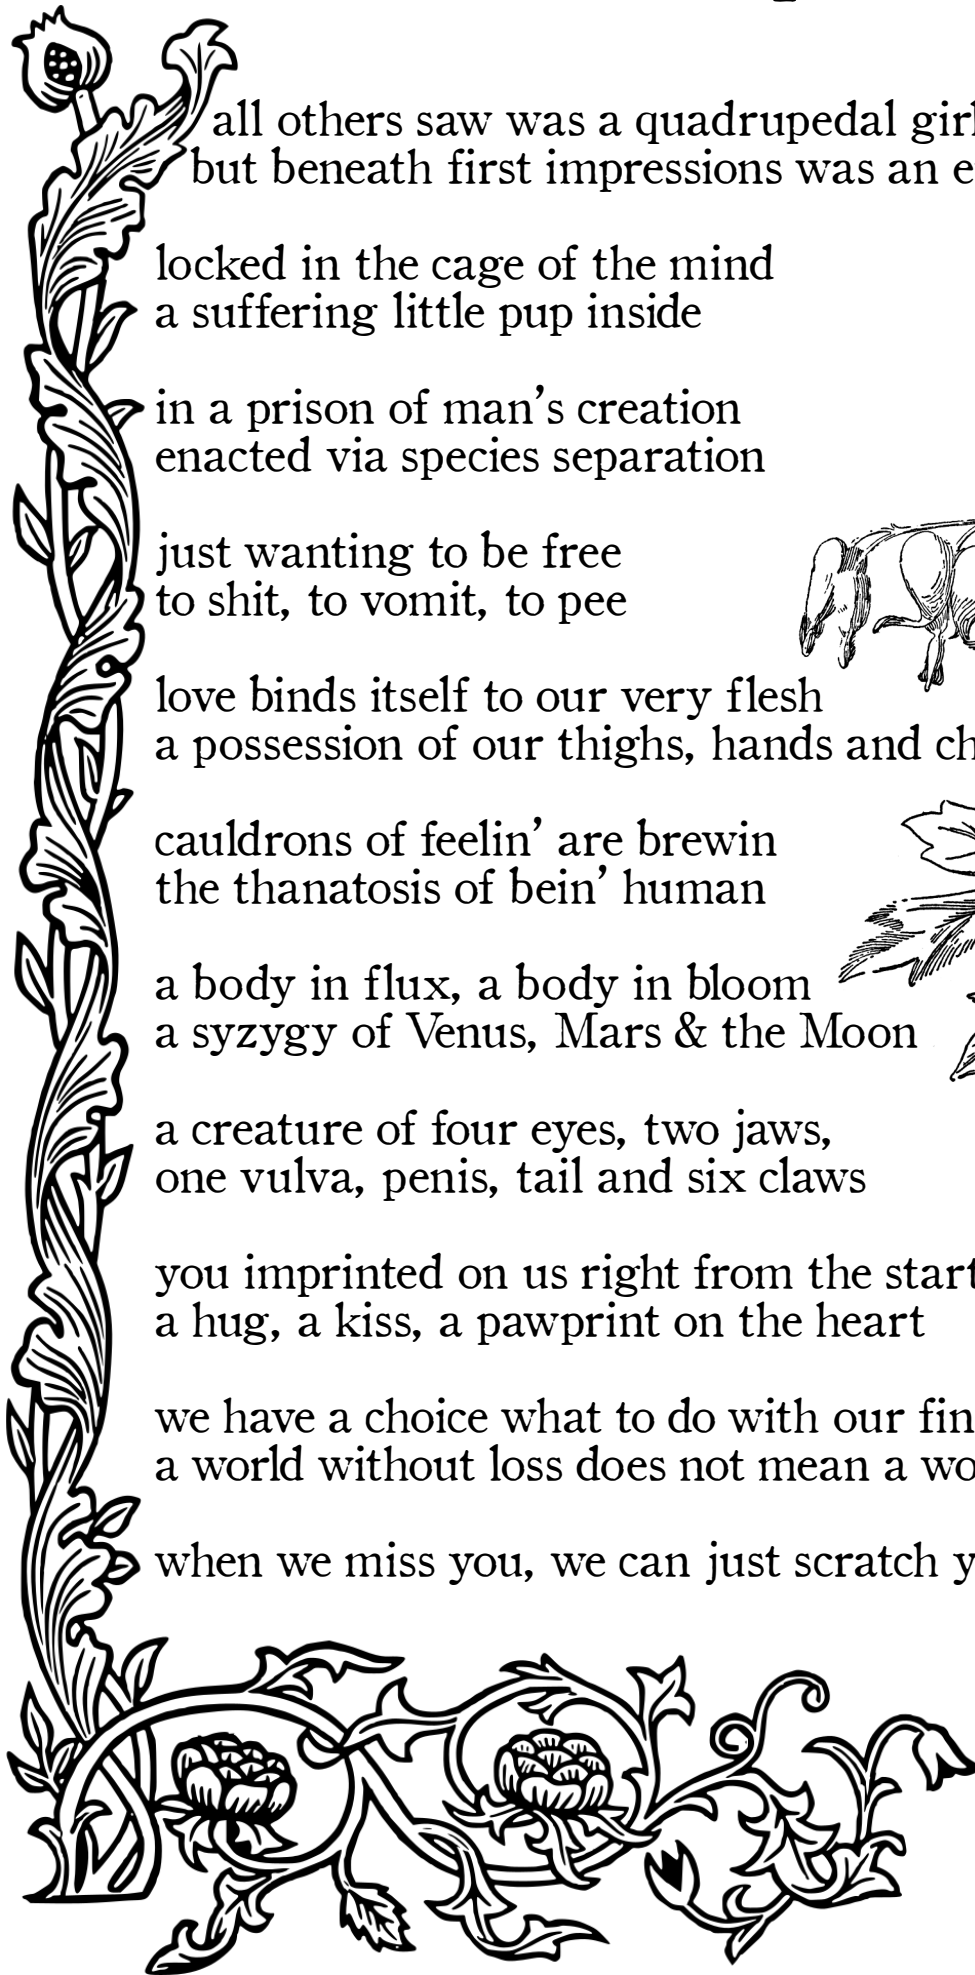 all others saw was a quadrupedal girl
but beneath first impressions was an
locked in the cage of the mind
a suffering little pup inside
in a prison of man’s creation
enacted via species separation
just wanting to be free
to shit, to vomit, to pee
love binds itself to our very flesh
a possession of our thighs, hands and
cauldrons of feelin’ are brewin
the thanatosis of bein’ human
a body in flux, a body in bloom
a syzygy of Venus, Mars & the Moon
a creature of four eyes, two jaws,
one vulva, penis, tail and six claws
you imprinted on us right from the start
a hug, a kiss, a pawprint on the heart
we have a choice what to do with our
a world without loss does not mean a
when we miss you, we can just scratch